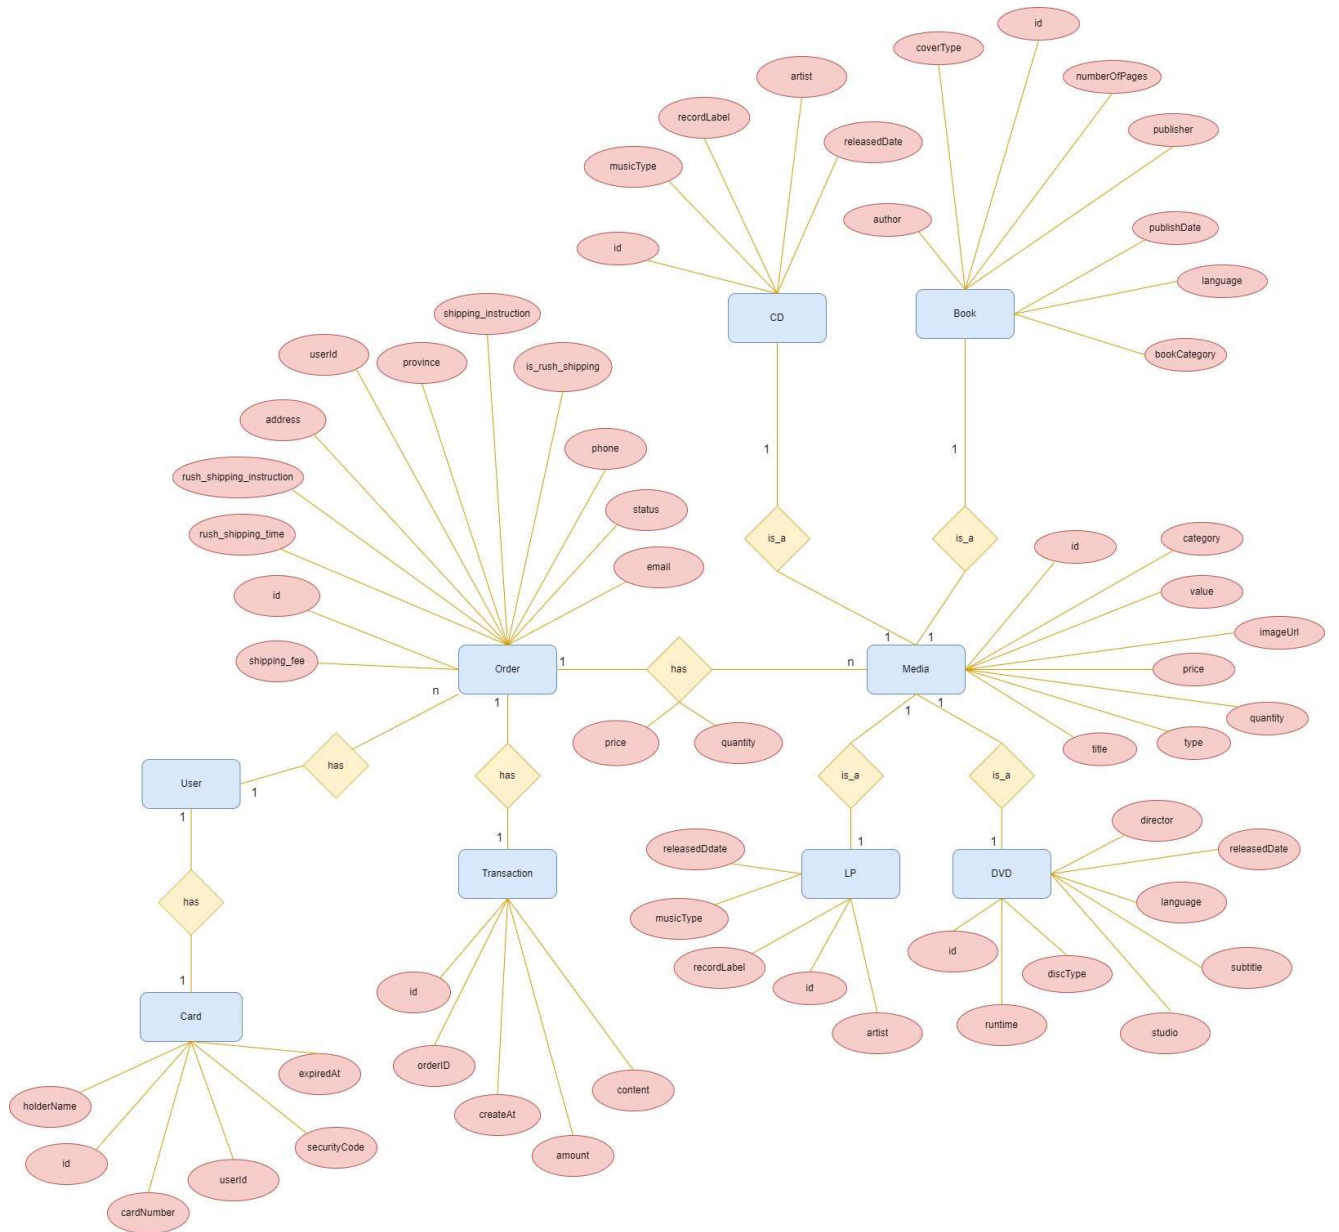 id
coverType
artist
numberOfPages
recordLabel
publisher
releasedDate
musicType
author
publishDate
id
language
CD
Book
shipping_instruction
userId
province
is_rush_shipping
bookCategory
address
phone
1
1
rush_shipping_instruction
status
rush_shipping_time
is_a
is_a
id
category
email
value
id
imageUrl
1
1
shipping_fee
Order
1
has
n
Media
price
n
1
1
1
quantity
price
quantity
title
type
has
has
is_a
is_a
User
1
1
director
1
1
1
releasedDdate
releasedDate
Transaction
LP
DVD
language
has
musicType
id
recordLabel
discType
subtitle
1
id
id
Card
runtime
studio
artist
orderID
expiredAt
content
holderName
createAt
securityCode
amount
id
userId
cardNumber